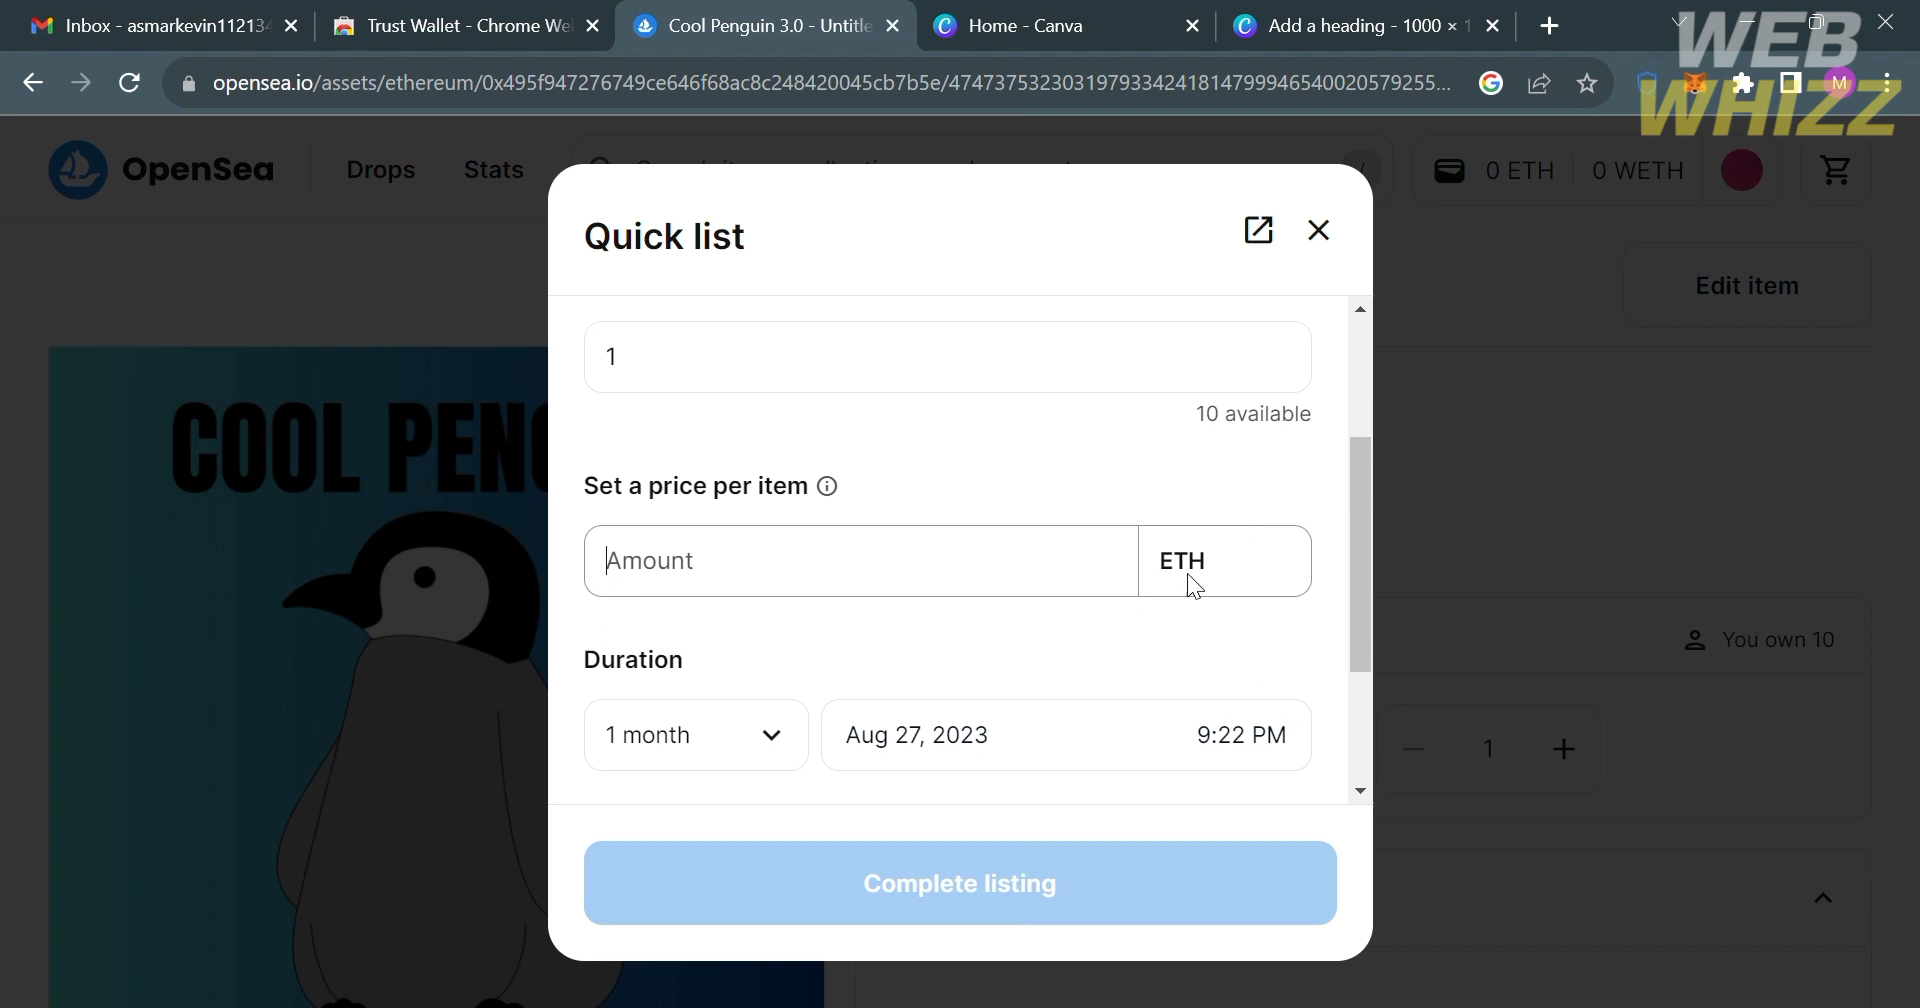 Inbox - asmarkevin11213
Trust Wallet - Chrome We
Cool Penguin 3.0 - Untitle
Home - Canva
Add a heading - 1000 × 1
WEB
WHIZZ
opensea.io/assets/ethereum/0x495f947276749ce646f68ac8c248420045cb7b5e/4747375323031979334241814799946540020579255...
M
OpenSea
Drops
Stats
/
0 ETH
0 WETH
Quick list
Edit item
1
10 available
COOL PENG
Set a price per item
Amount
ETH
You own 10
Duration
1 month
Aug 27, 2023
9:22 PM
1
Complete listing